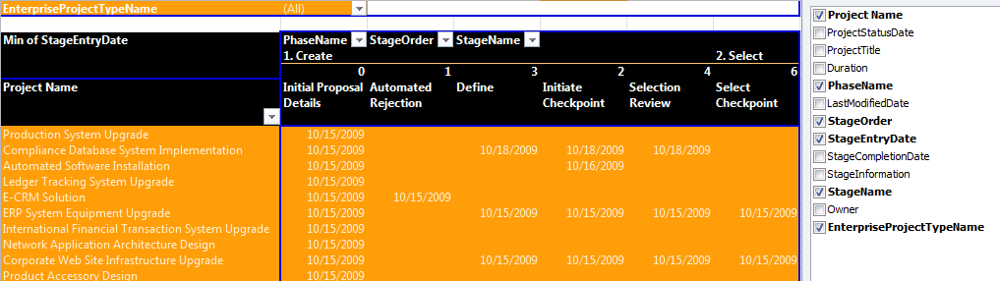 EnterpriseProjectTypeName (All)
Min of StageEntryDate PhaseName StageOrder StageName
1. Create 2. Select
0 1 3 2 4 6
Project Name Initial Proposal Details Automated Rejection Define Initiate Checkpoint Selection Review Select Checkpoint
Production System Upgrade 10/15/2009
Compliance Database System Implementation 10/15/2009 10/18/2009 10/18/2009 10/18/2009
Automated Software Installation 10/15/2009 10/16/2009
Ledger Tracking System Upgrade 10/15/2009
E-CRM Solution 10/15/2009 10/15/2009
ERP System Equipment Upgrade 10/15/2009 10/15/2009 10/15/2009 10/15/2009 10/15/2009
International Financial Transaction System Upgrade 10/15/2009
Network Application Architecture Design 10/15/2009
Corporate Web Site Infrastructure Upgrade 10/15/2009 10/15/2009 10/15/2009 10/15/2009 10/15/2009
Product Accessory Design 10/15/2009
Project Name
ProjectStatusDate
ProjectTitle
Duration
PhaseName
LastModifiedDate
StageOrder
StageEntryDate
StageCompletionDate
StageInformation
StageName
Owner
EnterpriseProjectTypeName